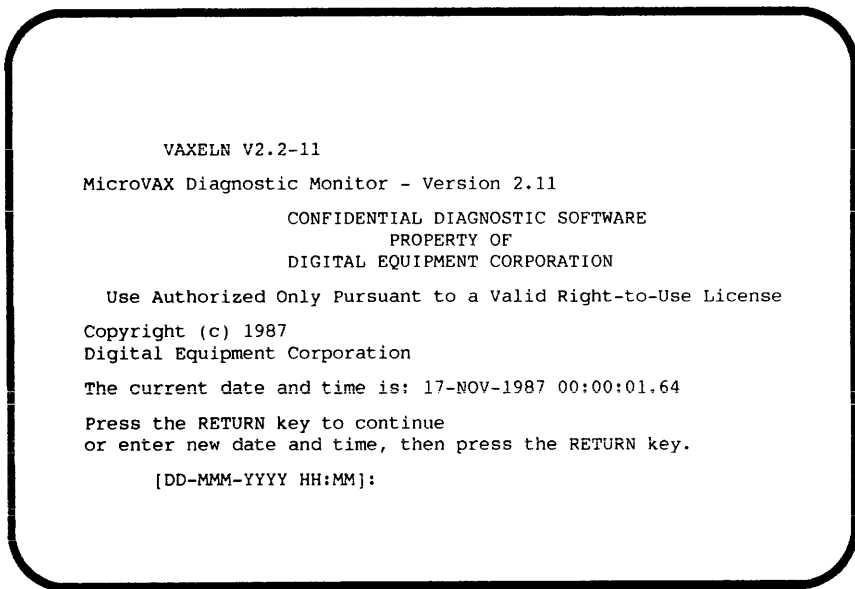 VAXELN V2.2-11
MicroVAX Diagnostic Monitor - Version 2.11
CONFIDENTIAL DIAGNOSTIC SOFTWARE
PROPERTY OF
DIGITAL EQUIPMENT CORPORATION
Use Authorized Only Pursuant to a Valid Right-to-Use License
Copyright (c) 1987
Digital Equipment Corporation
The current date and time is: 17-NOV-1987 00:00:01.64
Press the RETURN key to continue
or enter new date and time, then press the RETURN key.
[DD-MMM-YYYY HH:MM]: